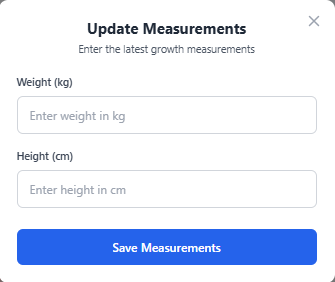 Update Measurements
Enter the latest growth measurements
Weight (kg)
Enter weight in kg
Height (cm)
Enter height in cm
Save Measurements